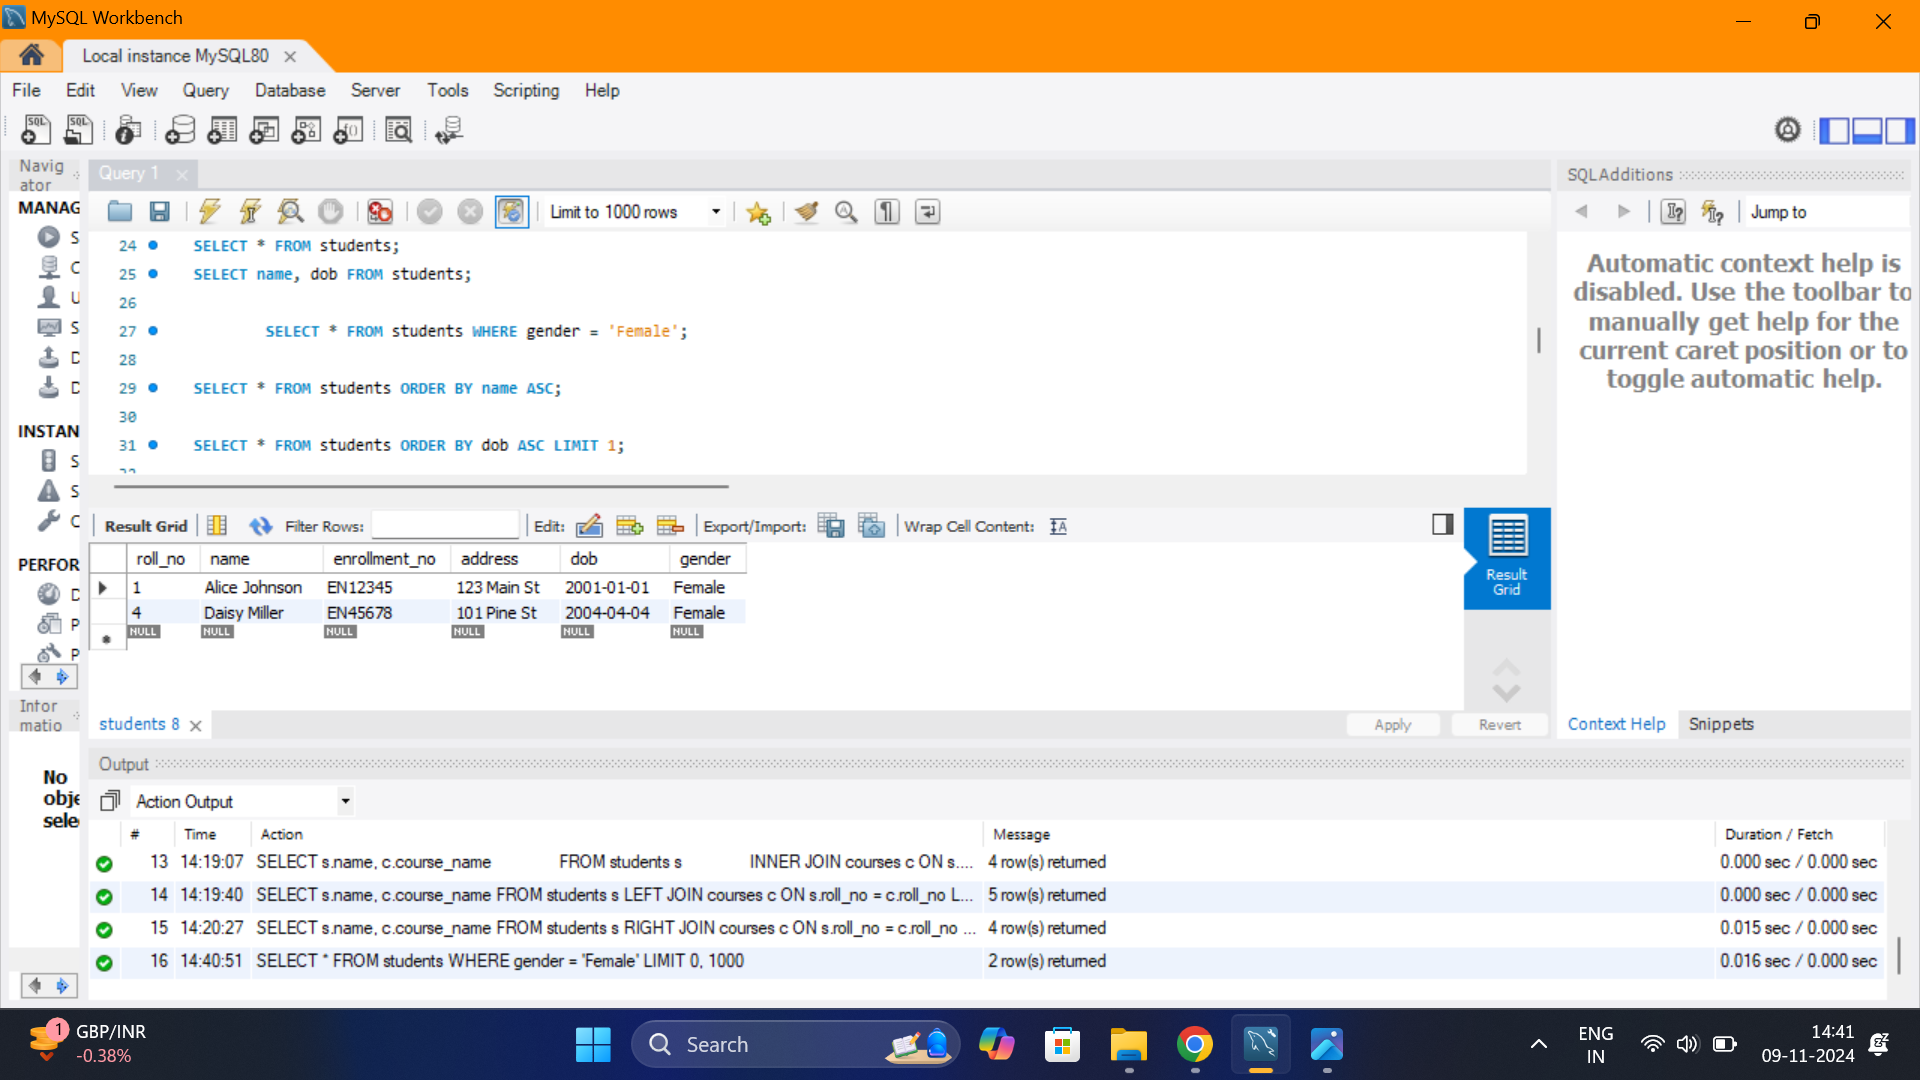 MySQL Workbench
Local instance MySQL80
File Edit View Query Database Server Tools Scripting Help
Navig
ator
MANAG
S
C
U
S
D
D
INSTAN
S
S
C
PERFOR
D
P
P
Infor
matio
No
obje
sele
Query 1
Limit to 1000 rows
24 SELECT * FROM students;
25 SELECT name, dob FROM students;
26
27 SELECT * FROM students WHERE gender = 'Female';
28
29 SELECT * FROM students ORDER BY name ASC;
30
31 SELECT * FROM students ORDER BY dob ASC LIMIT 1;
Result Grid Filter Rows: Edit: Export/Import: Wrap Cell Content:
roll_no name enrollment_no address dob gender
1 Alice Johnson EN12345 123 Main St 2001-01-01 Female
4 Daisy Miller EN45678 101 Pine St 2004-04-04 Female
NULL NULL NULL NULL NULL NULL
Result
Grid
students 8
Apply Revert
SQLAdditions
Jump to
Automatic context help is
disabled. Use the toolbar to
manually get help for the
current caret position or to
toggle automatic help.
Context Help Snippets
Output
Action Output
# Time Action Message Duration / Fetch
13 14:19:07 SELECT s.name, c.course_name FROM students s INNER JOIN courses c ON s.... 4 row(s) returned 0.000 sec / 0.000 sec
14 14:19:40 SELECT s.name, c.course_name FROM students s LEFT JOIN courses c ON s.roll_no = c.roll_no L... 5 row(s) returned 0.000 sec / 0.000 sec
15 14:20:27 SELECT s.name, c.course_name FROM students s RIGHT JOIN courses c ON s.roll_no = c.roll_no ... 4 row(s) returned 0.015 sec / 0.000 sec
16 14:40:51 SELECT * FROM students WHERE gender = 'Female' LIMIT 0, 1000 2 row(s) returned 0.016 sec / 0.000 sec
1
GBP/INR
-0.38%
Search
ENG
IN
14:41
09-11-2024